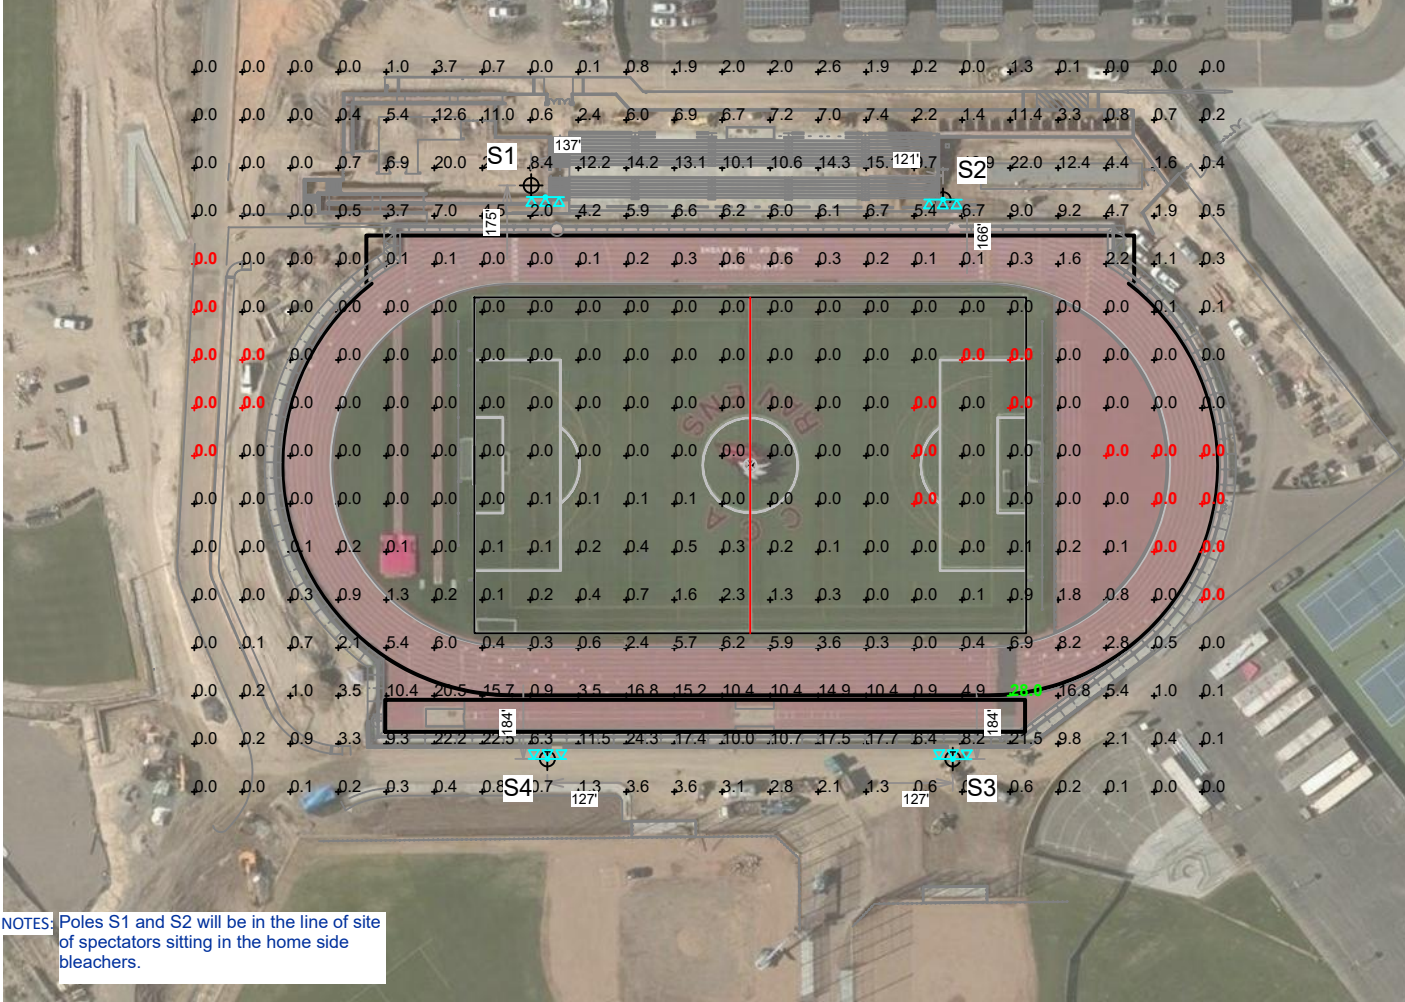 0.0 0.0 0.0 0.0 1.0 3.7 0.7 0.0 0.1 0.8 1.9 2.0 2.0 2.6 1.9 0.2 0.0 1.3 0.1 0.0 0.0 0.0
0.0 0.0 0.0 0.4 5.4 12.6 11.0 0.6 2.4 6.0 6.9 6.7 7.2 7.0 7.4 2.2 1.4 11.4 3.3 0.8 0.7 0.2
137'
S1 121' S2
0.0 0.0 0.0 0.7 6.9 20.0 8.4 12.2 14.2 13.1 10.1 10.6 14.3 22.0 12.4 4.4 1.6 0.4
0.0 0.0 0.0 0.5 3.7 7.0 2.0 4.2 5.9 6.6 6.2 6.0 6.1 6.7 5.4 6.7 9.0 9.2 4.7 1.9 0.5
175' 166'
0.0 0.0 0.0 0.0 0.1 0.1 0.0 0.0 0.1 0.2 0.3 0.6 0.6 0.3 0.2 0.1 0.1 0.3 1.6 2.2 1.1 0.3
0.0 0.0 0.0 0.0 0.0 0.0 0.0 0.0 0.0 0.0 0.0 0.0 0.0 0.0 0.0 0.0 0.0 0.0 0.0 0.0 0.1 0.1
0.0 0.0 0.0 0.0 0.0 0.0 0.0 0.0 0.0 0.0 0.0 0.0 0.0 0.0 0.0 0.0 0.0 0.0 0.0 0.0 0.0 0.0
0.0 0.0 0.0 0.0 0.0 0.0 0.0 0.0 0.0 0.0 0.0 0.0 0.0 0.0 0.0 0.0 0.0 0.0 0.0 0.0 0.0 0.0
RAVENS
0.0 0.0 0.0 0.0 0.0 0.0 0.0 0.0 0.0 0.0 0.0 0.0 0.0 0.0 0.0 0.0 0.0 0.0 0.0 0.0 0.0 0.0
0.0 0.0 0.0 0.0 0.0 0.0 0.0 0.1 0.1 0.1 0.1 0.0 0.0 0.0 0.0 0.0 0.0 0.0 0.0 0.0 0.0 0.0
CCA
0.0 0.0 0.1 0.2 0.1 0.0 0.1 0.1 0.2 0.4 0.5 0.3 0.2 0.1 0.0 0.0 0.0 0.1 0.2 0.1 0.0 0.0
0.0 0.0 0.3 0.9 1.3 0.2 0.1 0.2 0.4 0.7 1.6 2.3 1.3 0.3 0.0 0.0 0.1 0.9 1.8 0.8 0.0 0.0
0.0 0.1 0.7 2.1 5.4 6.0 0.4 0.3 0.6 2.4 5.7 6.2 5.9 3.6 0.3 0.0 0.4 6.9 8.2 2.8 0.5 0.0
0.0 0.2 1.0 3.5 10.4 20.5 15.7 0.9 3.5 16.8 15.2 10.4 10.4 14.9 10.4 0.9 4.9 28.0 16.8 5.4 1.0 0.1
184' 184'
0.0 0.2 0.9 3.3 9.3 22.2 22.5 6.3 11.5 24.3 17.4 10.0 10.7 17.5 17.7 6.4 8.2 21.5 9.8 2.1 0.4 0.1
0.0 0.0 0.1 0.2 0.3 0.4 0.8 0.7 1.3 3.6 3.6 3.1 2.8 2.1 1.3 0.6 0.6 0.2 0.1 0.0 0.0
S4 127' 127' S3
NOTES: Poles S1 and S2 will be in the line of site
of spectators sitting in the home side
bleachers.